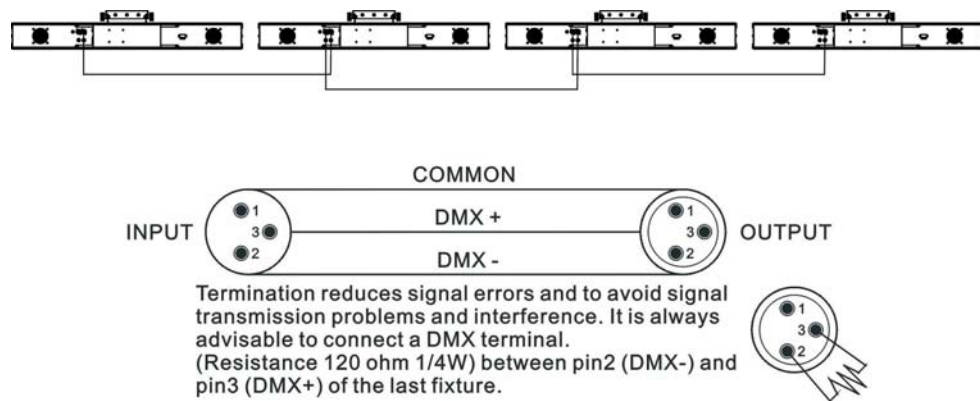 COMMON
INPUT
1
3
2
DMX +
DMX -
1
3
2
OUTPUT
Termination reduces signal errors and to avoid signal
transmission problems and interference. It is always
advisable to connect a DMX terminal.
(Resistance 120 ohm 1/4W) between pin2 (DMX-) and
pin3 (DMX+) of the last fixture.
1
3
2